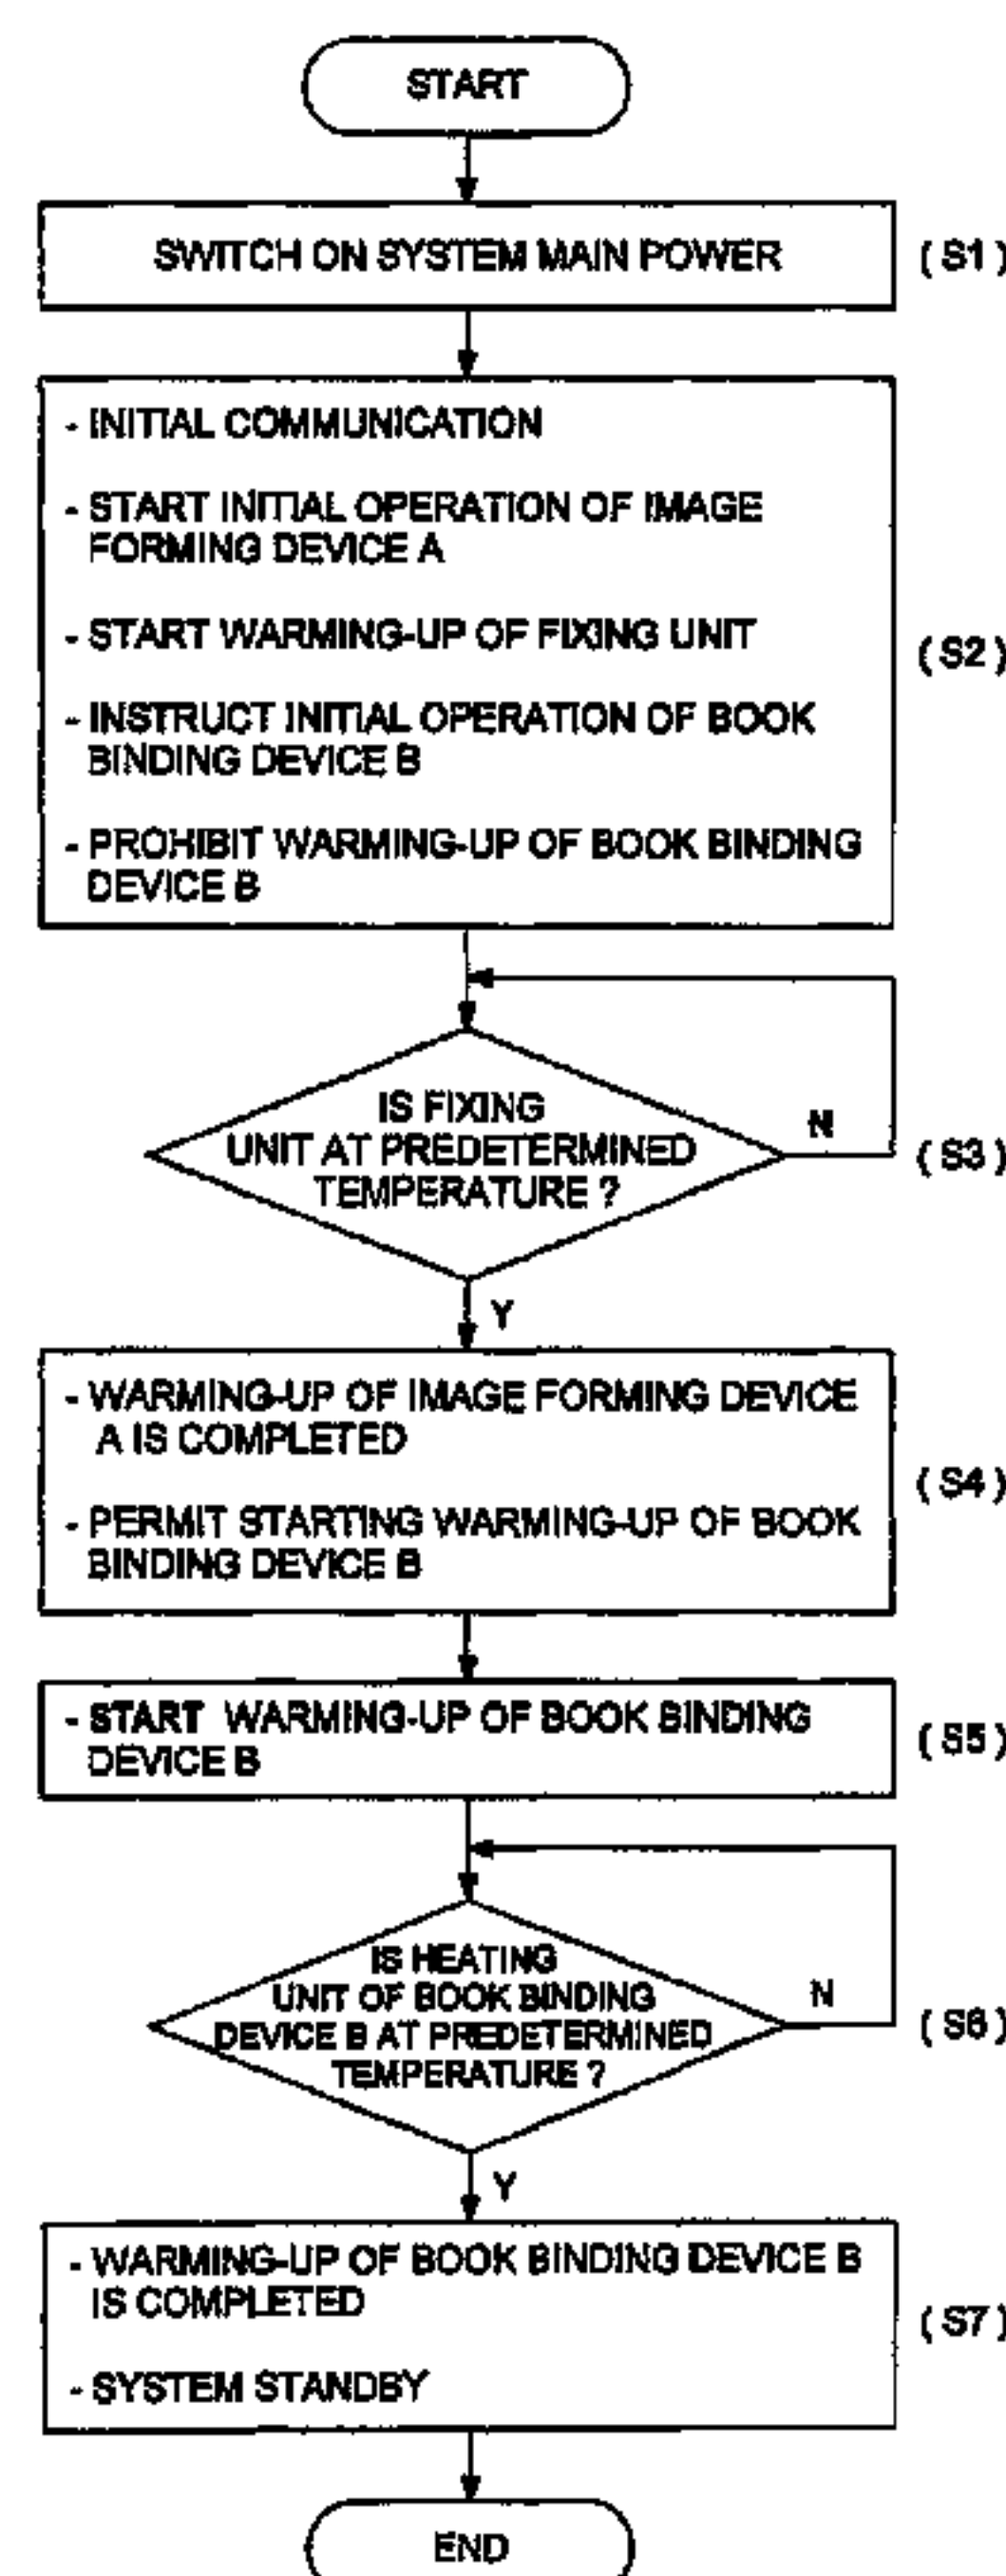 START
SWITCH ON SYSTEM MAIN POWER
( S1 )
- INITIAL COMMUNICATION
- START INITIAL OPERATION OF IMAGE
FORMING DEVICE A
- START WARMING-UP OF FIXING UNIT
- INSTRUCT INITIAL OPERATION OF BOOK
BINDING DEVICE B
- PROHIBIT WARMING-UP OF BOOK BINDING
DEVICE B
( S2 )
IS FIXING
UNIT AT PREDETERMINED
TEMPERATURE ?
N
( S3 )
Y
- WARMING-UP OF IMAGE FORMING DEVICE
A IS COMPLETED
- PERMIT STARTING WARMING-UP OF BOOK
BINDING DEVICE B
( S4 )
- START WARMING-UP OF BOOK BINDING
DEVICE B
( S5 )
IS HEATING
UNIT OF BOOK BINDING
DEVICE B AT PREDETERMINED
TEMPERATURE ?
N
( S6 )
Y
- WARMING-UP OF BOOK BINDING DEVICE B
IS COMPLETED
- SYSTEM STANDBY
( S7 )
END